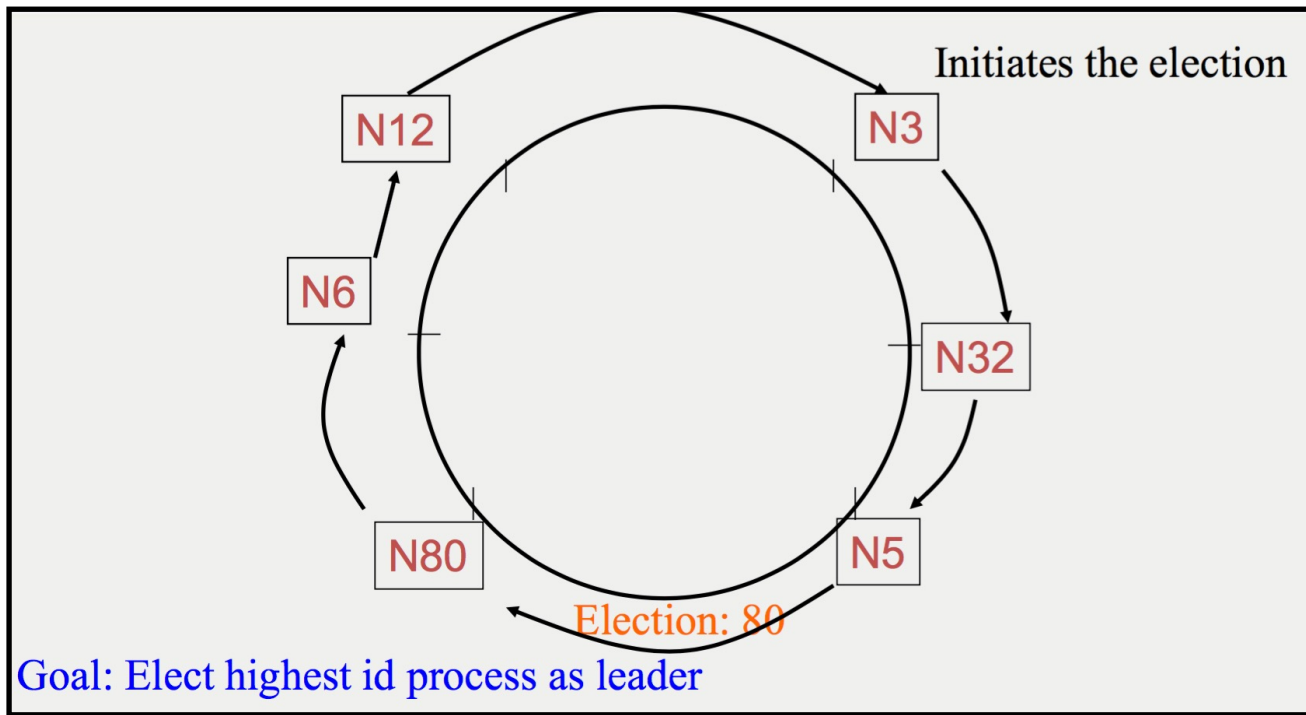 Initiates the election
N12
N3
N6
N32
N80
N5
Election: 80
Goal: Elect highest id process as leader